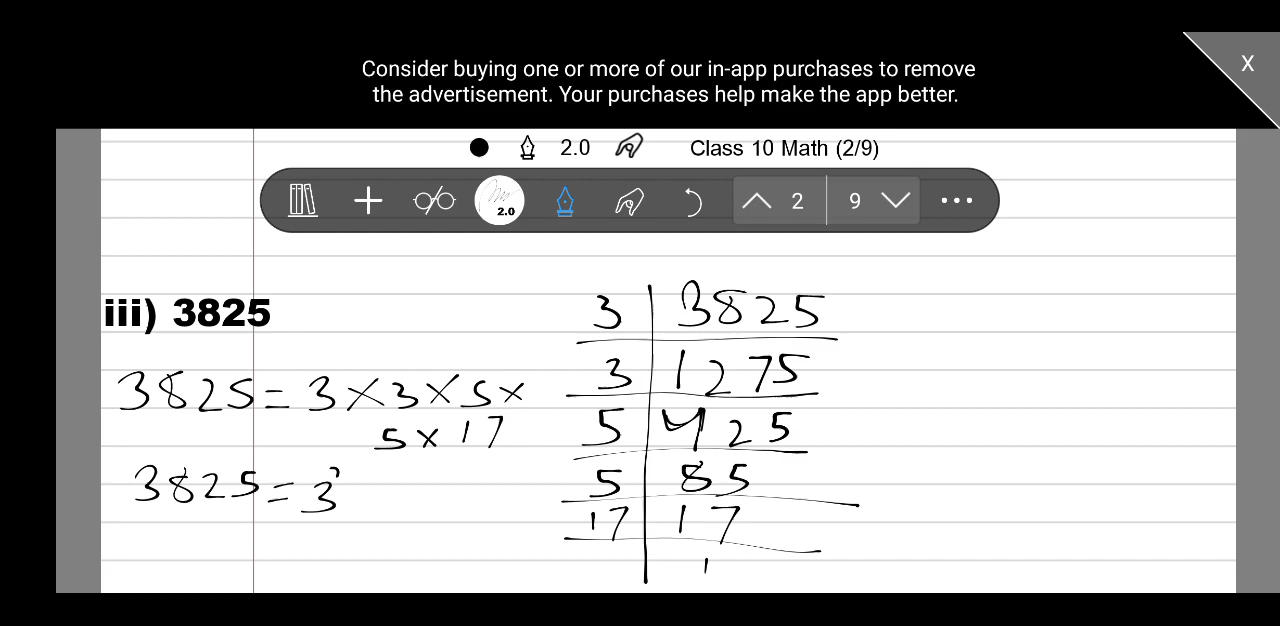 Consider buying one or more of our in-app purchases to remove
the advertisement. Your purchases help make the app better.
X
2.0 Class 10 Math (2/9)
2.0 2 9
iii) 3825
3825 = 3 × 3 × 5 ×
5 × 17
3825 = 3
3 | 3825
3 | 1275
5 | 425
5 | 85
17 | 17
1